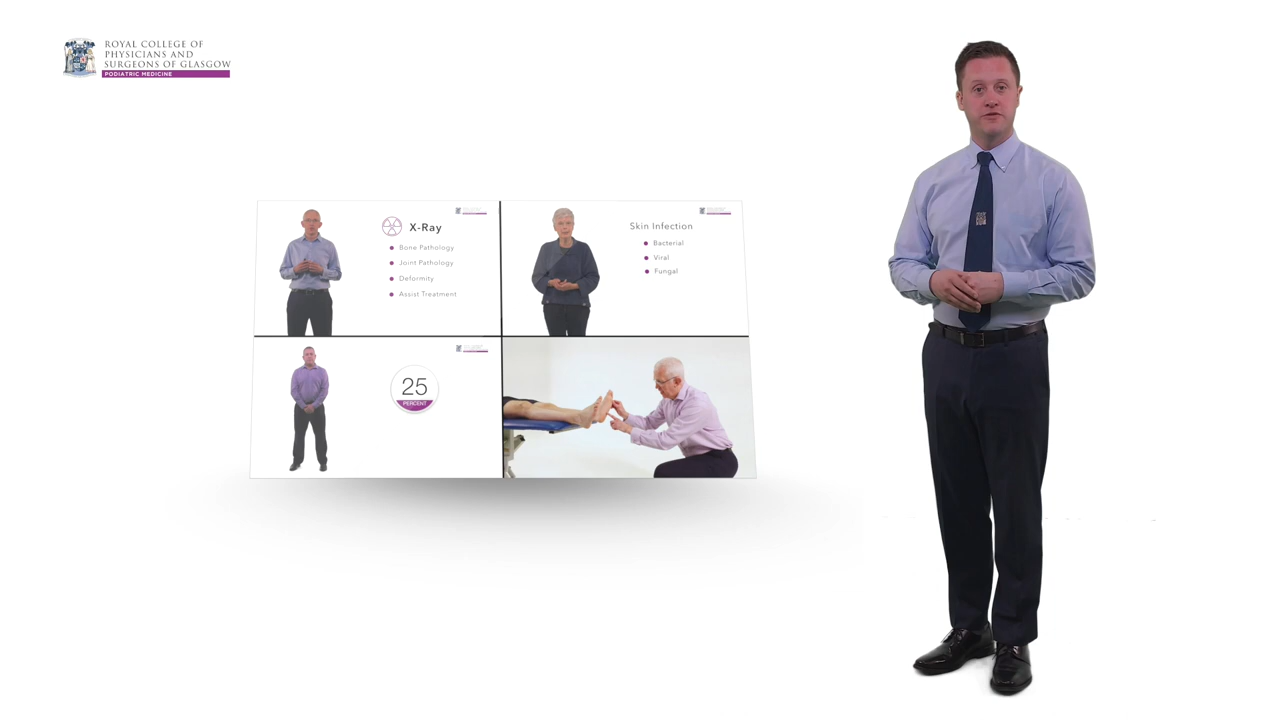 ROYAL COLLEGE OF
PHYSICIANS AND
SURGEONS OF GLASGOW
PODIATRIC MEDICINE
X-Ray
Bone Pathology
Joint Pathology
Deformity
Assist Treatment
Skin Infection
Bacterial
Viral
Fungal
25
PERCENT